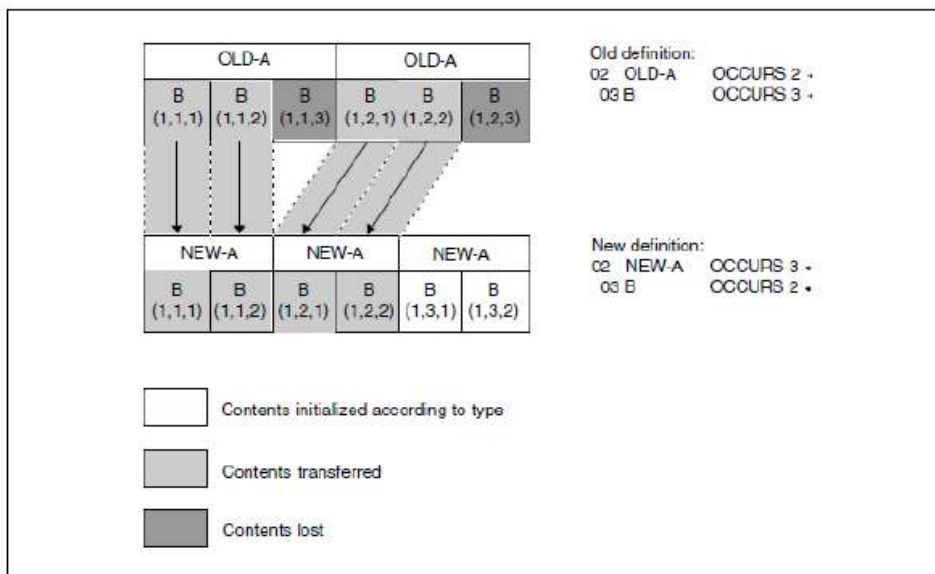 OLD-A OLD-A
B B B B B B
(1,1,1) (1,1,2) (1,1,3) (1,2,1) (1,2,2) (1,2,3)
Old definition:
02 OLD-A OCCURS 2 .
03 B OCCURS 3 .
NEW-A NEW-A NEW-A
B B B B B B
(1,1,1) (1,1,2) (1,2,1) (1,2,2) (1,3,1) (1,3,2)
New definition:
02 NEW-A OCCURS 3 .
03 B OCCURS 2 .
Contents initialized according to type
Contents transferred
Contents lost